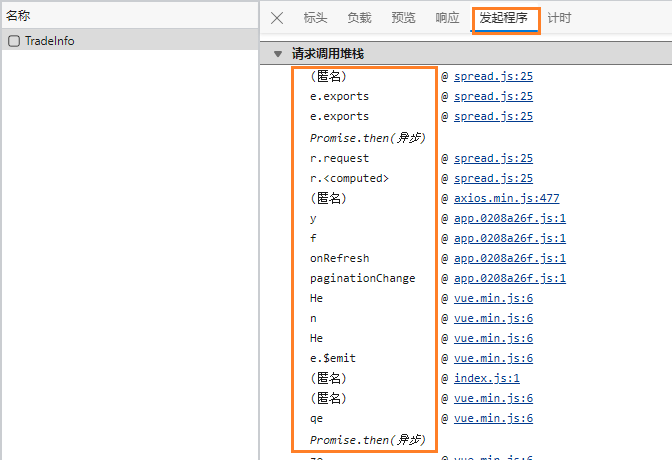 名称
标头 负载 预览 响应 发起程序 计时
TradeInfo
请求调用堆栈
(匿名) @ spread.js:25
e.exports @ spread.js:25
e.exports @ spread.js:25
Promise.then(异步)
r.request @ spread.js:25
r.<computed> @ spread.js:25
(匿名) @ axios.min.js:477
y @ app.0208a26f.js:1
f @ app.0208a26f.js:1
onRefresh @ app.0208a26f.js:1
paginationChange @ app.0208a26f.js:1
He @ vue.min.js:6
n @ vue.min.js:6
He @ vue.min.js:6
e.$emit @ vue.min.js:6
(匿名) @ index.js:1
(匿名) @ vue.min.js:6
qe @ vue.min.js:6
Promise.then(异步)
@ vue.min.js:6